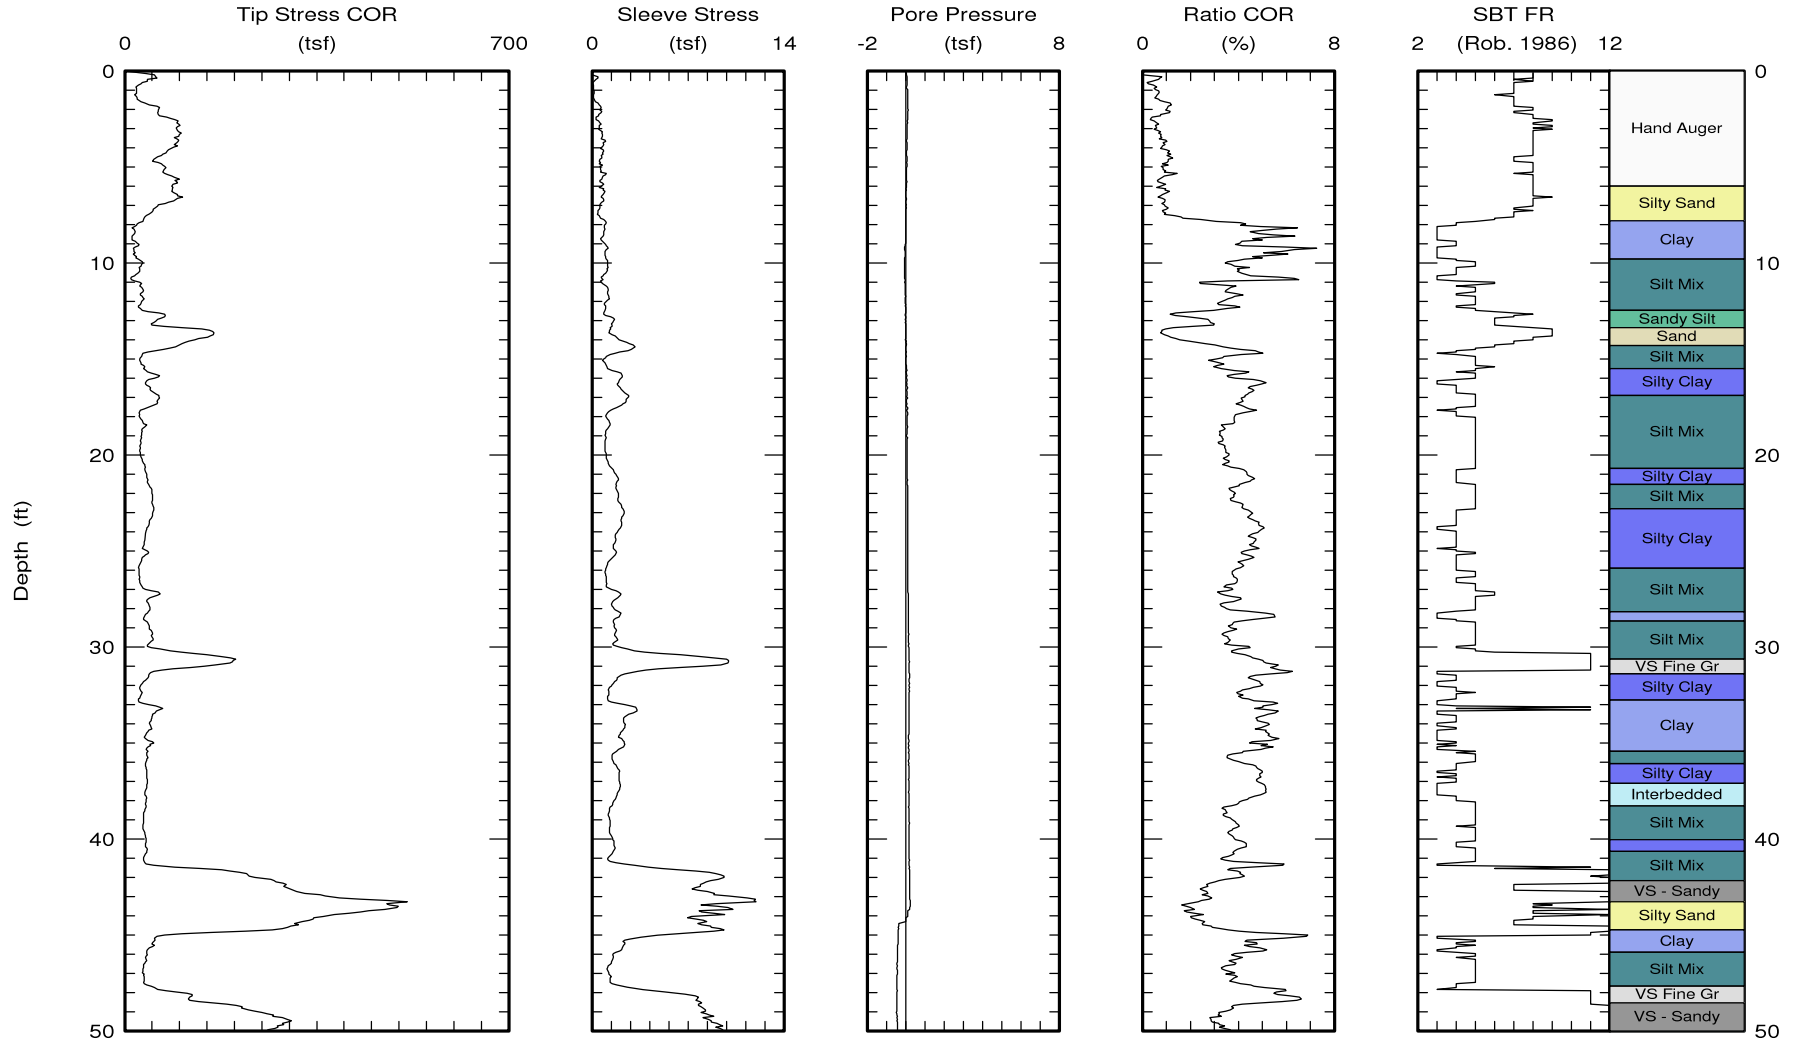 Tip Stress COR Sleeve Stress Pore Pressure Ratio COR SBT FR
0 (tsf) 700 0 (tsf) 14 -2 (tsf) 8 0 (%) 8 2 (Rob. 1986) 12
0 0
Hand Auger
Silty Sand
Clay
10 10
Silt Mix
Sandy Silt
Sand
Silt Mix
Silty Clay
Silt Mix
20 20
Silty Clay
Silt Mix
Depth (ft)
Silty Clay
Silt Mix
Silt Mix
30 30
VS Fine Gr
Silty Clay
Clay
Silty Clay
Interbedded
Silt Mix
40 40
Silt Mix
VS - Sandy
Silty Sand
Clay
Silt Mix
VS Fine Gr
VS - Sandy
50 50